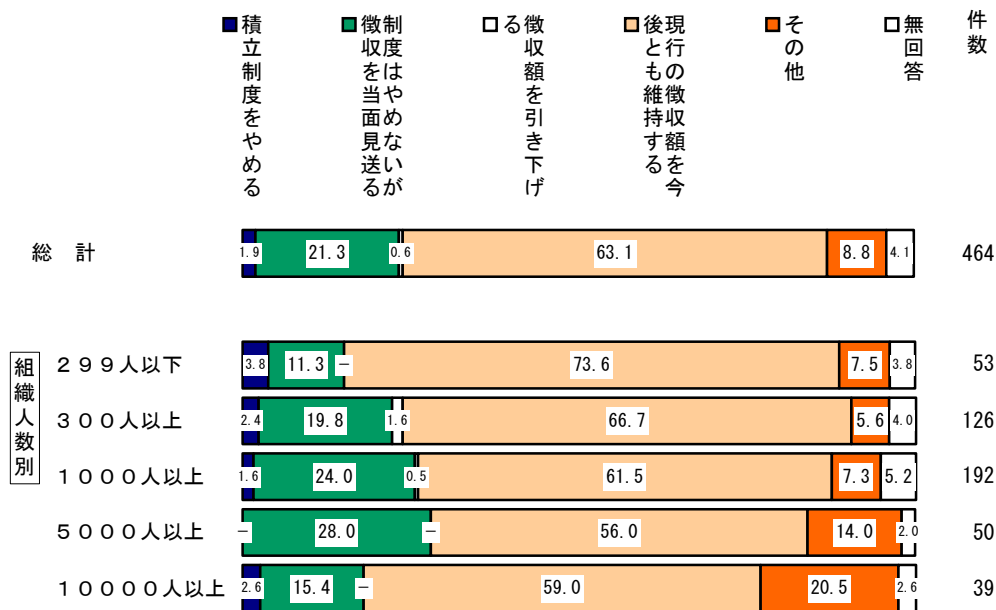 積立制度をやめる
制度はやめないが
徴収を当面見送る
徴収額を引き下げ
る
現行の徴収額を今
後とも維持する
その他
無回答
件数
総 計 1.9 21.3 0.6 63.1 8.8 4.1 464
組織人数別
299人以下 3.8 11.3 － 73.6 7.5 3.8 53
300人以上 2.4 19.8 1.6 66.7 5.6 4.0 126
1000人以上 1.6 24.0 0.5 61.5 7.3 5.2 192
5000人以上 － 28.0 － 56.0 14.0 2.0 50
10000人以上 2.6 15.4 － 59.0 20.5 2.6 39